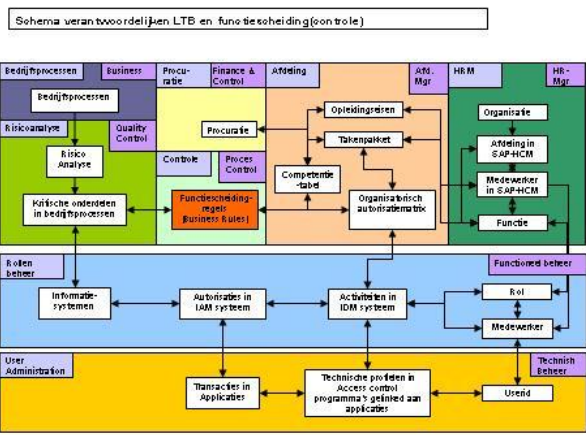 Schema verantwoordelijken LTB en functiescheiding(controle)
Bedrijfsprocessen
Business
Procu-
ratie
Finance &
Control
Afdeling
Afd.
Mgr
HRM
HR-
Mgr
Bedrijfsprocessen
Risicoanalyse
Quality
Control
Risico
Analyse
Kritische onderdelen
in bedrijfsprocessen
Procuratie
Controle
Proces
Control
Functiescheiding-
regels
(Business Rules)
Opleidingseisen
Takenpakket
Competentie
-tabel
Organisatorisch
autorisatiematrix
Organisatie
Afdeling in
SAP-HCM
Medewerker
in SAP-HCM
Functie
Rollen
beheer
Functioneel beheer
Informatie-
systemen
Autorisaties in
IAM systeem
Activiteiten in
IDM systeem
Rol
Medewerker
User
Administration
Technish
Beheer
Transacties in
Applicaties
Technische profielen in
Access control
programma's gelinked aan
applicaties
Userid